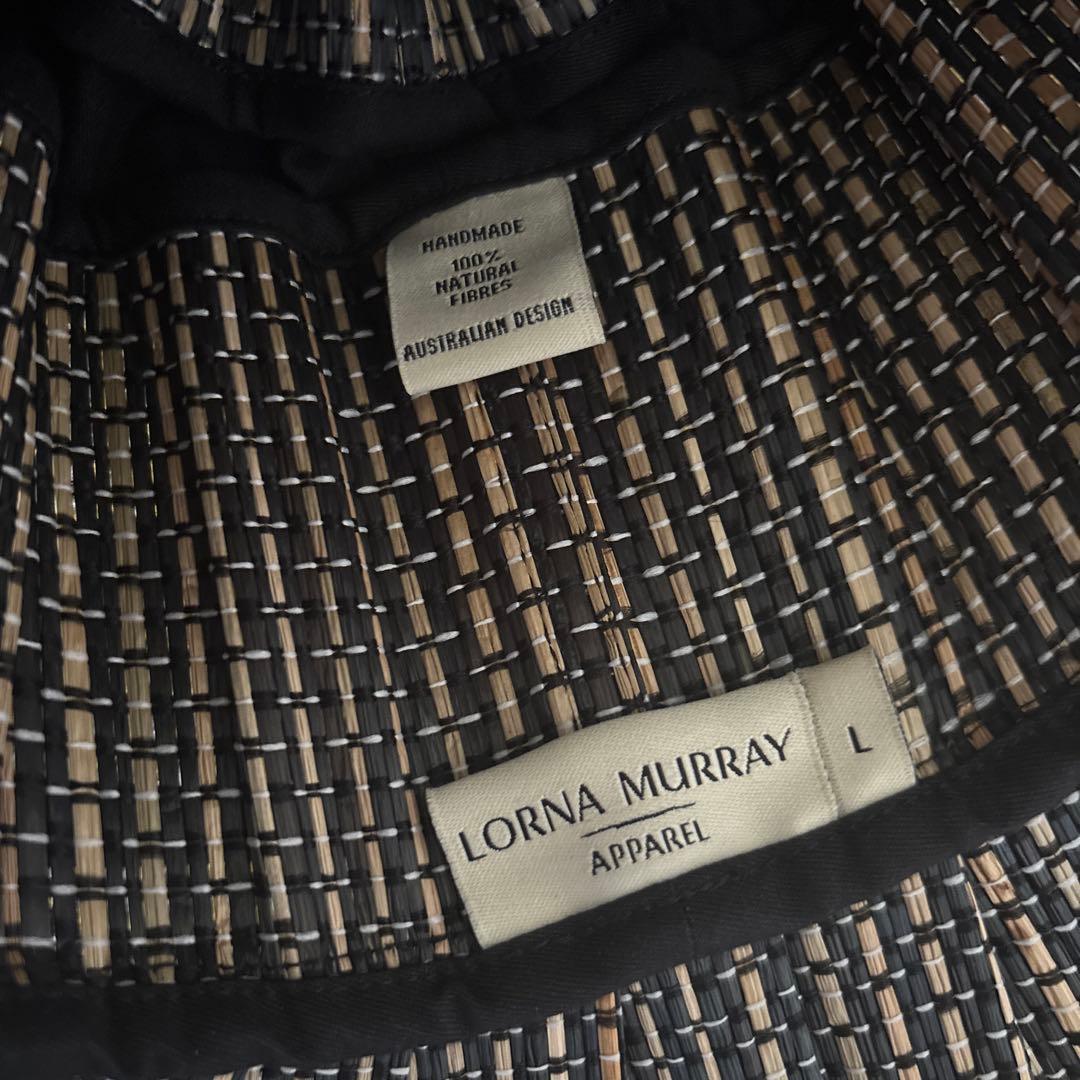 HANDMADE
100%
NATURAL
FIBRES
AUSTRALIAN DESIGN
LORNA MURRAY
APPAREL
L